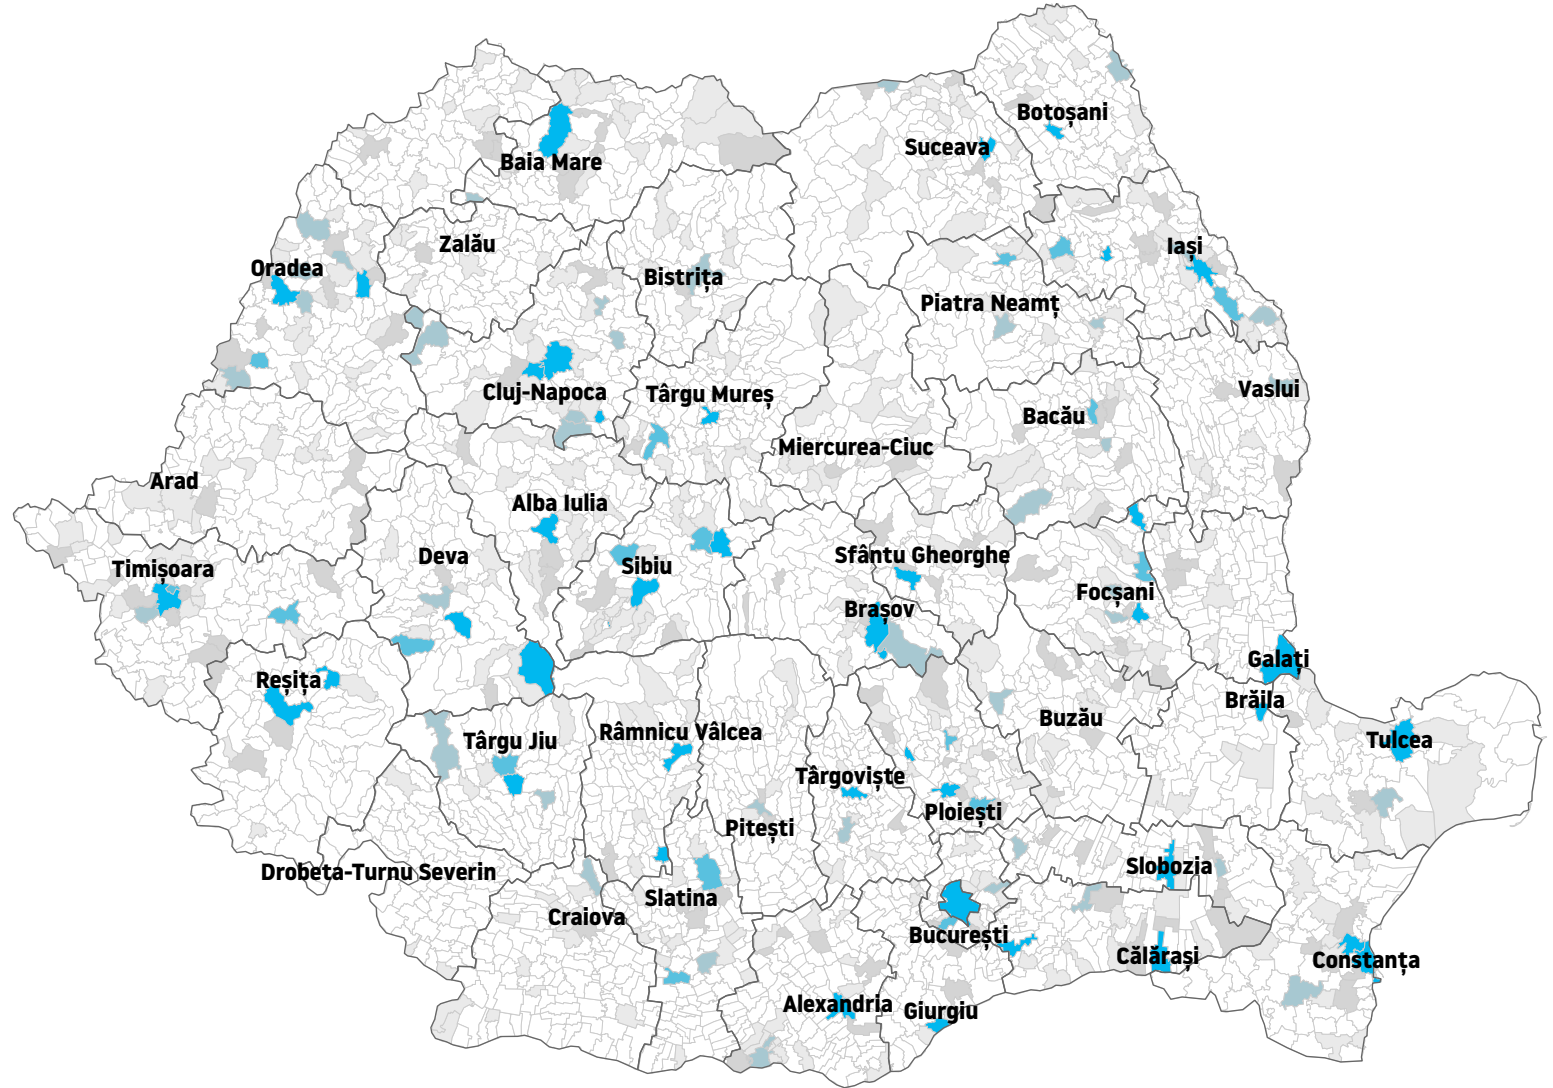 Botoșani
Suceava
Baia Mare
Zalău
Iași
Oradea
Bistrița
Piatra Neamț
Vaslui
Cluj-Napoca
Târgu Mureș
Bacău
Miercurea-Ciuc
Arad
Alba Iulia
Deva
Sfântu Gheorghe
Timișoara
Sibiu
Focșani
Brașov
Galați
Reșița
Brăila
Buzău
Râmnicu Vâlcea
Târgu Jiu
Tulcea
Târgoviște
Ploiești
Pitești
Slobozia
Drobeta-Turnu Severin
Slatina
Craiova
București
Călărași
Constanța
Alexandria
Giurgiu